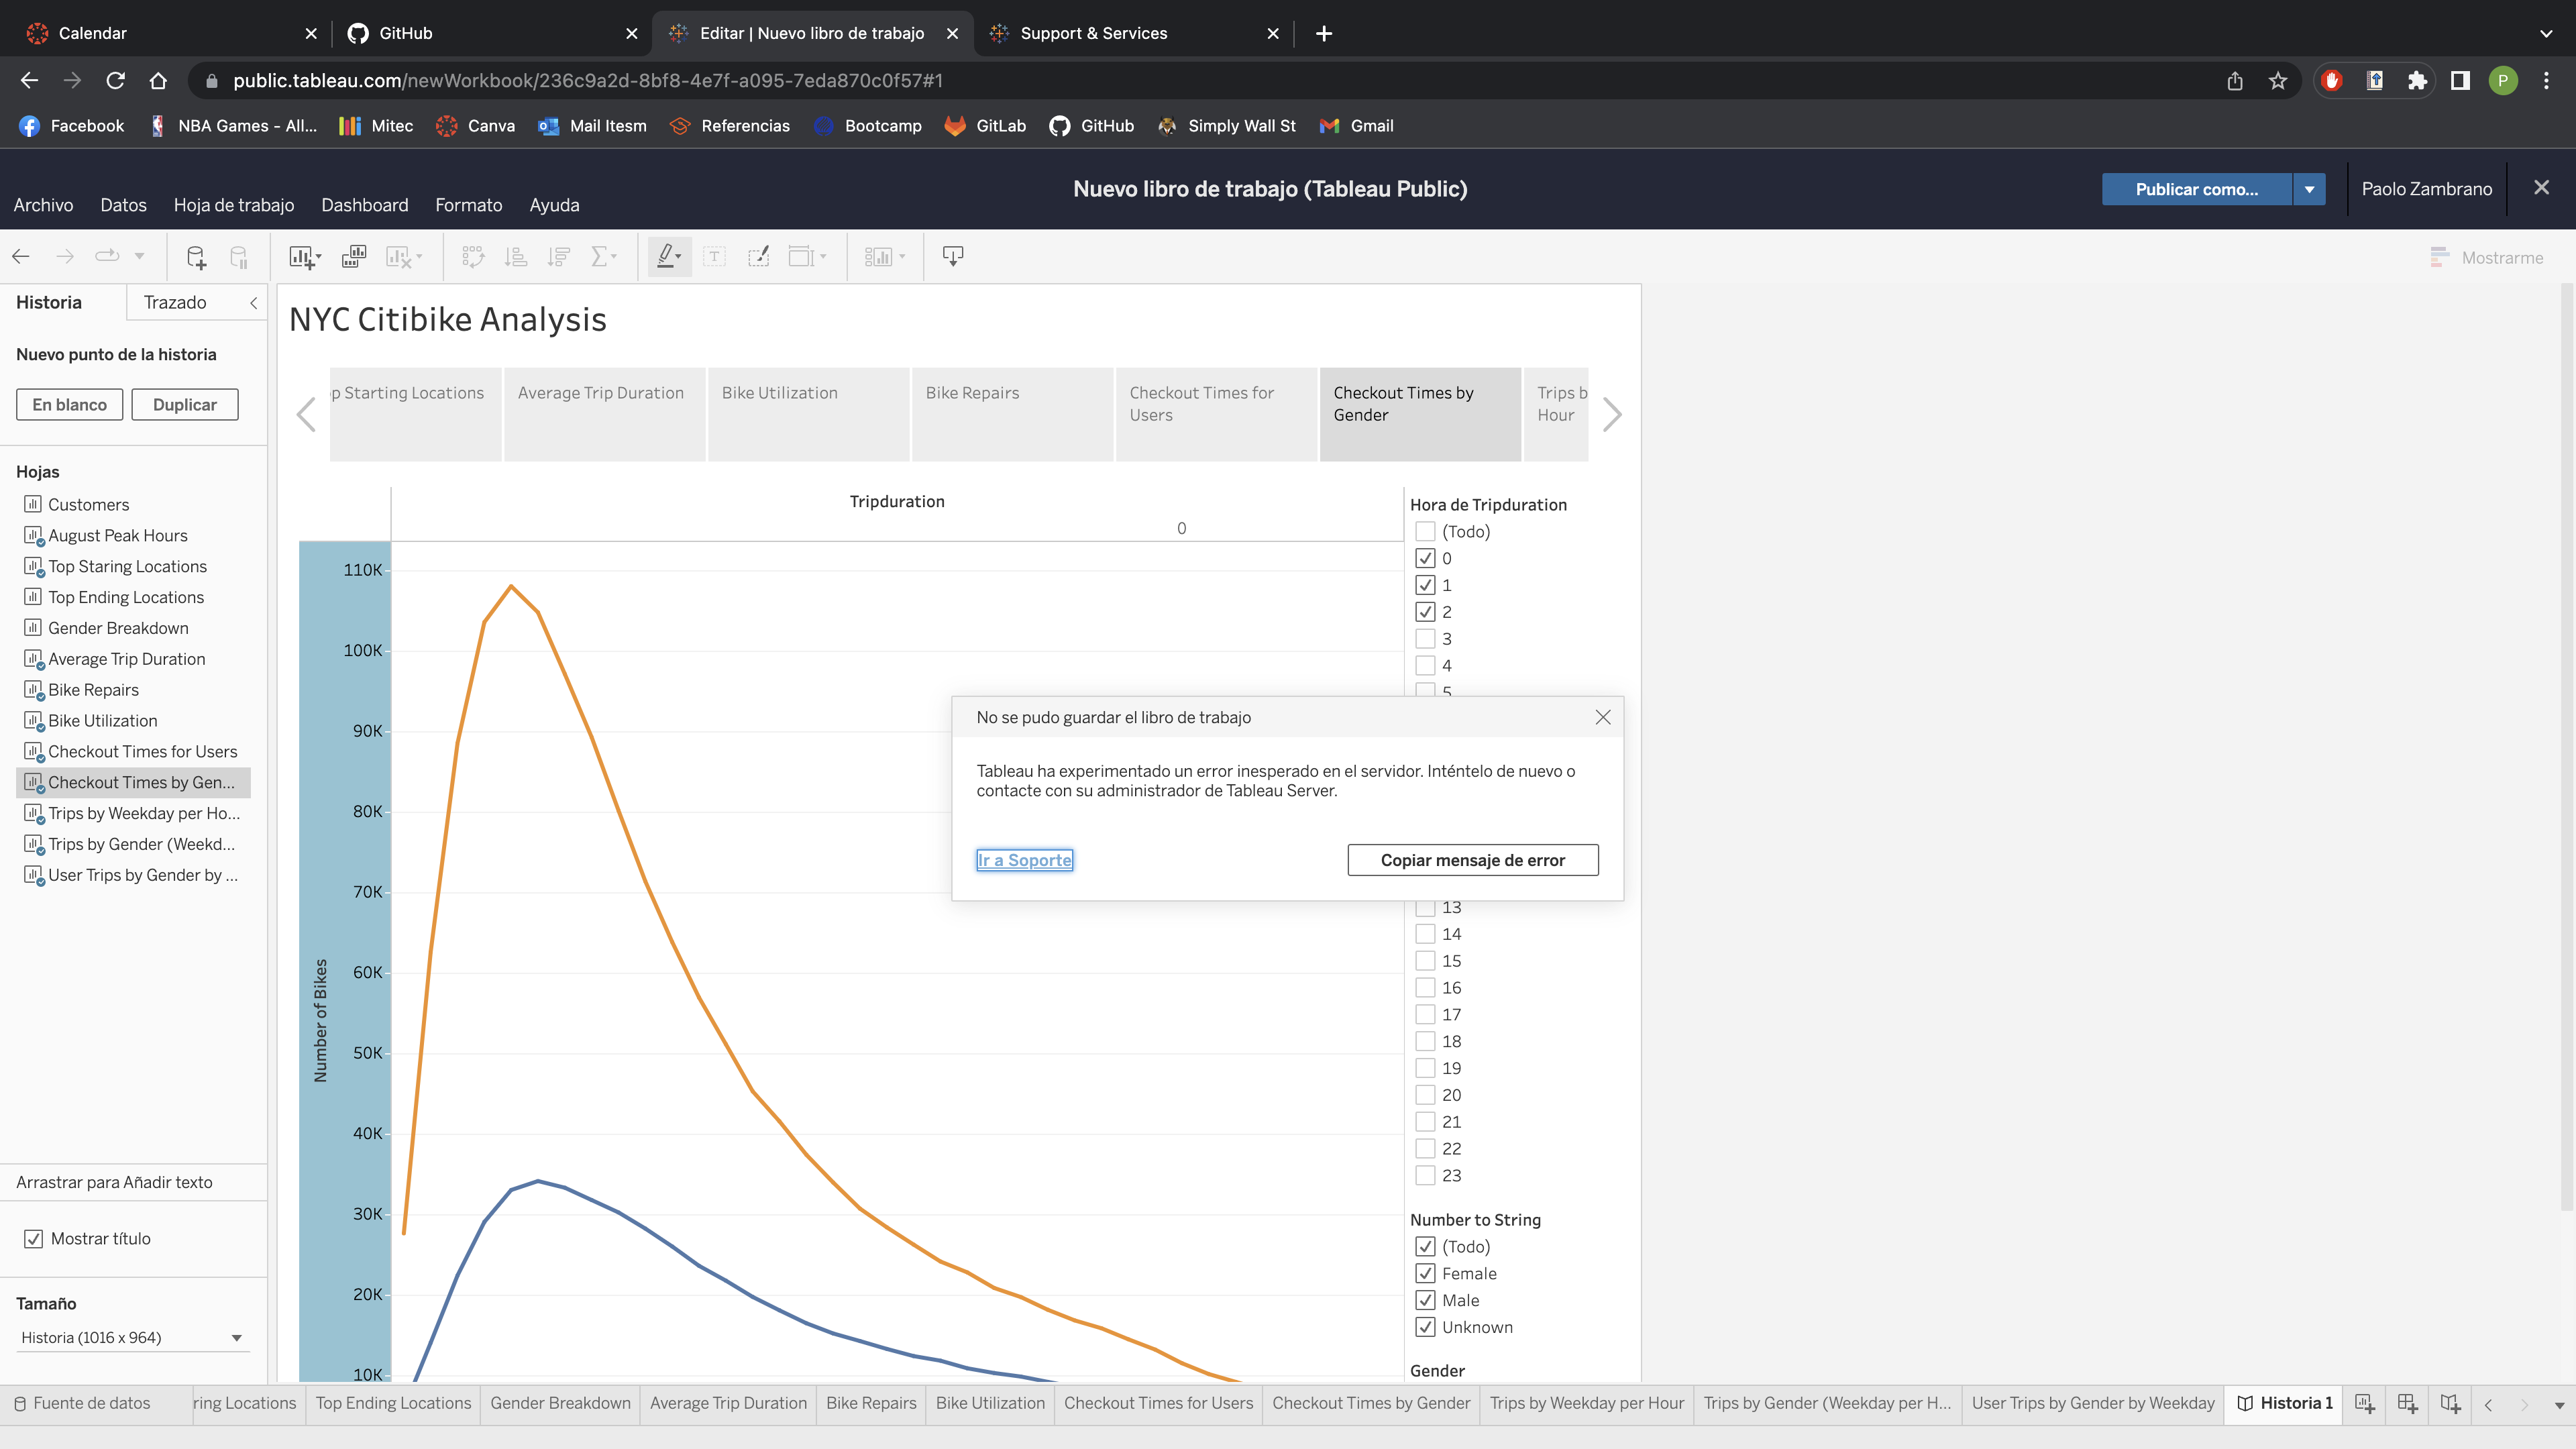 Calendar
GitHub
Editar | Nuevo libro de trabajo
Support & Services
public.tableau.com/newWorkbook/236c9a2d-8bf8-4e7f-a095-7eda870c0f57#1
P
Facebook
NBA Games - All...
Mitec
Canva
Mail Itesm
Referencias
Bootcamp
GitLab
GitHub
Simply Wall St
Gmail
Nuevo libro de trabajo (Tableau Public)
Publicar como...
Paolo Zambrano
Archivo
Datos
Hoja de trabajo
Dashboard
Formato
Ayuda
Mostrarme
Historia
Trazado
Nuevo punto de la historia
En blanco
Duplicar
Hojas
Customers
August Peak Hours
Top Staring Locations
Top Ending Locations
Gender Breakdown
Average Trip Duration
Bike Repairs
Bike Utilization
Checkout Times for Users
Checkout Times by Gen...
Trips by Weekday per Ho...
Trips by Gender (Weekd...
User Trips by Gender by ...
Arrastrar para Añadir texto
Mostrar título
Tamaño
Historia (1016 x 964)
NYC Citibike Analysis
p Starting Locations
Average Trip Duration
Bike Utilization
Bike Repairs
Checkout Times for
Users
Checkout Times by
Gender
Trips b
Hour
Tripduration
0
110K
100K
90K
80K
70K
60K
50K
40K
30K
20K
10K
Number of Bikes
Hora de Tripduration
(Todo)
0
1
2
3
4
5
13
14
15
16
17
18
19
20
21
22
23
Number to String
(Todo)
Female
Male
Unknown
Gender
No se pudo guardar el libro de trabajo
Tableau ha experimentado un error inesperado en el servidor. Inténtelo de nuevo o
contacte con su administrador de Tableau Server.
Ir a Soporte
Copiar mensaje de error
Fuente de datos
ring Locations
Top Ending Locations
Gender Breakdown
Average Trip Duration
Bike Repairs
Bike Utilization
Checkout Times for Users
Checkout Times by Gender
Trips by Weekday per Hour
Trips by Gender (Weekday per H...
User Trips by Gender by Weekday
Historia 1